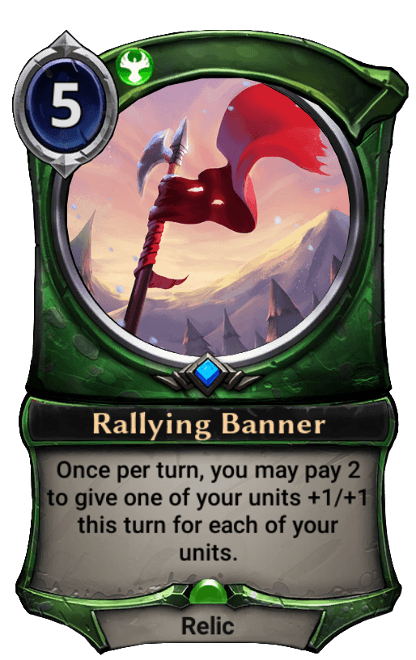 5
Rallying Banner
Once per turn, you may pay 2
to give one of your units +1/+1
this turn for each of your
units.
Relic